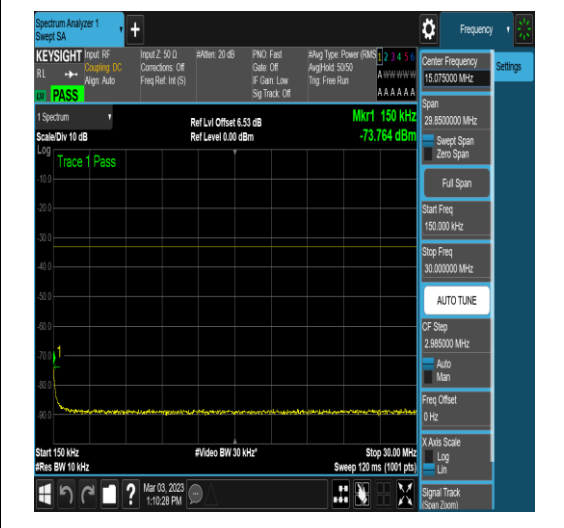 Spectrum Analyzer 1
Swept SA
+
Frequency
KEYSIGHT
RL
PASS
Input: RF
Coupling: DC
Align: Auto
Input Z: 50 Ω
Corrections: Off
Freq Ref: Int (S)
#Atten: 20 dB
PNO: Fast
Gate: Off
IF Gain: Low
Sig Track: Off
#Avg Type: Power (RMS
Avg|Hold: 50/50
Trig: Free Run
1 2 3 4 5 6
A W W W W W
A A A A A A
1 Spectrum
Scale/Div 10 dB
Ref Lvl Offset 6.53 dB
Ref Level 0.00 dBm
Mkr1 150 kHz
-73.764 dBm
Log
Trace 1 Pass
-10.0
-20.0
-30.0
-40.0
-50.0
-60.0
-70.0
-80.0
-90.0
1
Start 150 kHz
#Res BW 10 kHz
#Video BW 30 kHz*
Stop 30.00 MHz
Sweep 120 ms (1001 pts)
?
Mar 03, 2023
1:10:28 PM
Center Frequency
15.075000 MHz
Settings
Span
29.8500000 MHz
Swept Span
Zero Span
Full Span
Start Freq
150.000 kHz
Stop Freq
30.000000 MHz
AUTO TUNE
CF Step
2.985000 MHz
Auto
Man
Freq Offset
0 Hz
X Axis Scale
Log
Lin
Signal Track
(Span Zoom)